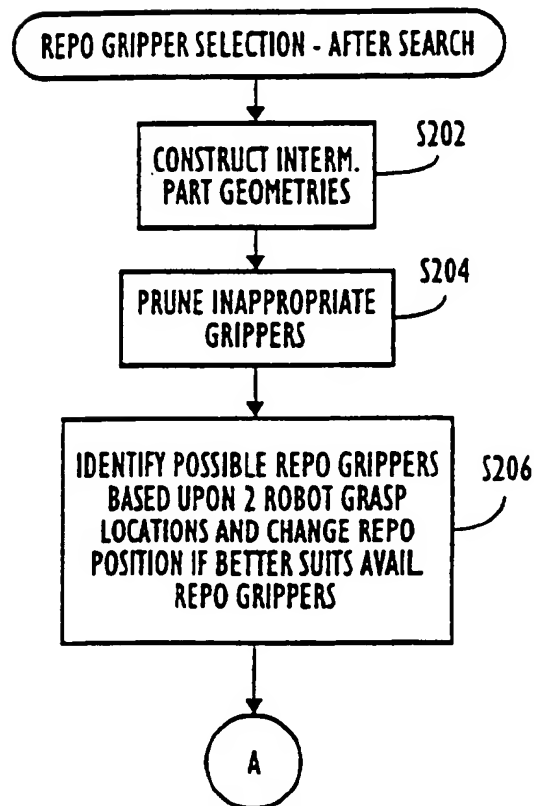 REPO GRIPPER SELECTION - AFTER SEARCH
S202
CONSTRUCT INTERM.
PART GEOMETRIES
S204
PRUNE INAPPROPRIATE
GRIPPERS
S206
IDENTIFY POSSIBLE REPO GRIPPERS
BASED UPON 2 ROBOT GRASP
LOCATIONS AND CHANGE REPO
POSITION IF BETTER SUITS AVAIL.
REPO GRIPPERS
A